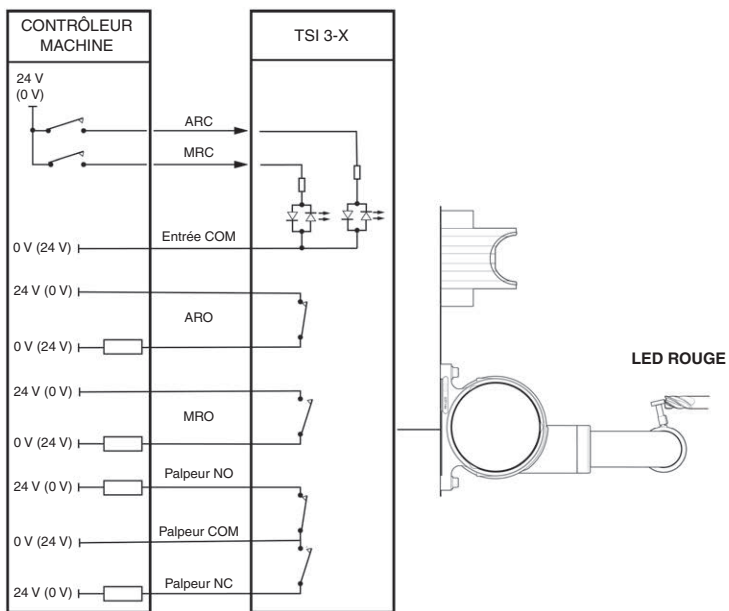 CONTRÔLEUR
MACHINE
TSI 3-X
24 V
(0 V)
ARC
MRC
Entrée COM
0 V (24 V)
24 V (0 V)
ARO
0 V (24 V)
LED ROUGE
24 V (0 V)
MRO
0 V (24 V)
Palpeur NO
24 V (0 V)
Palpeur COM
0 V (24 V)
Palpeur NC
24 V (0 V)